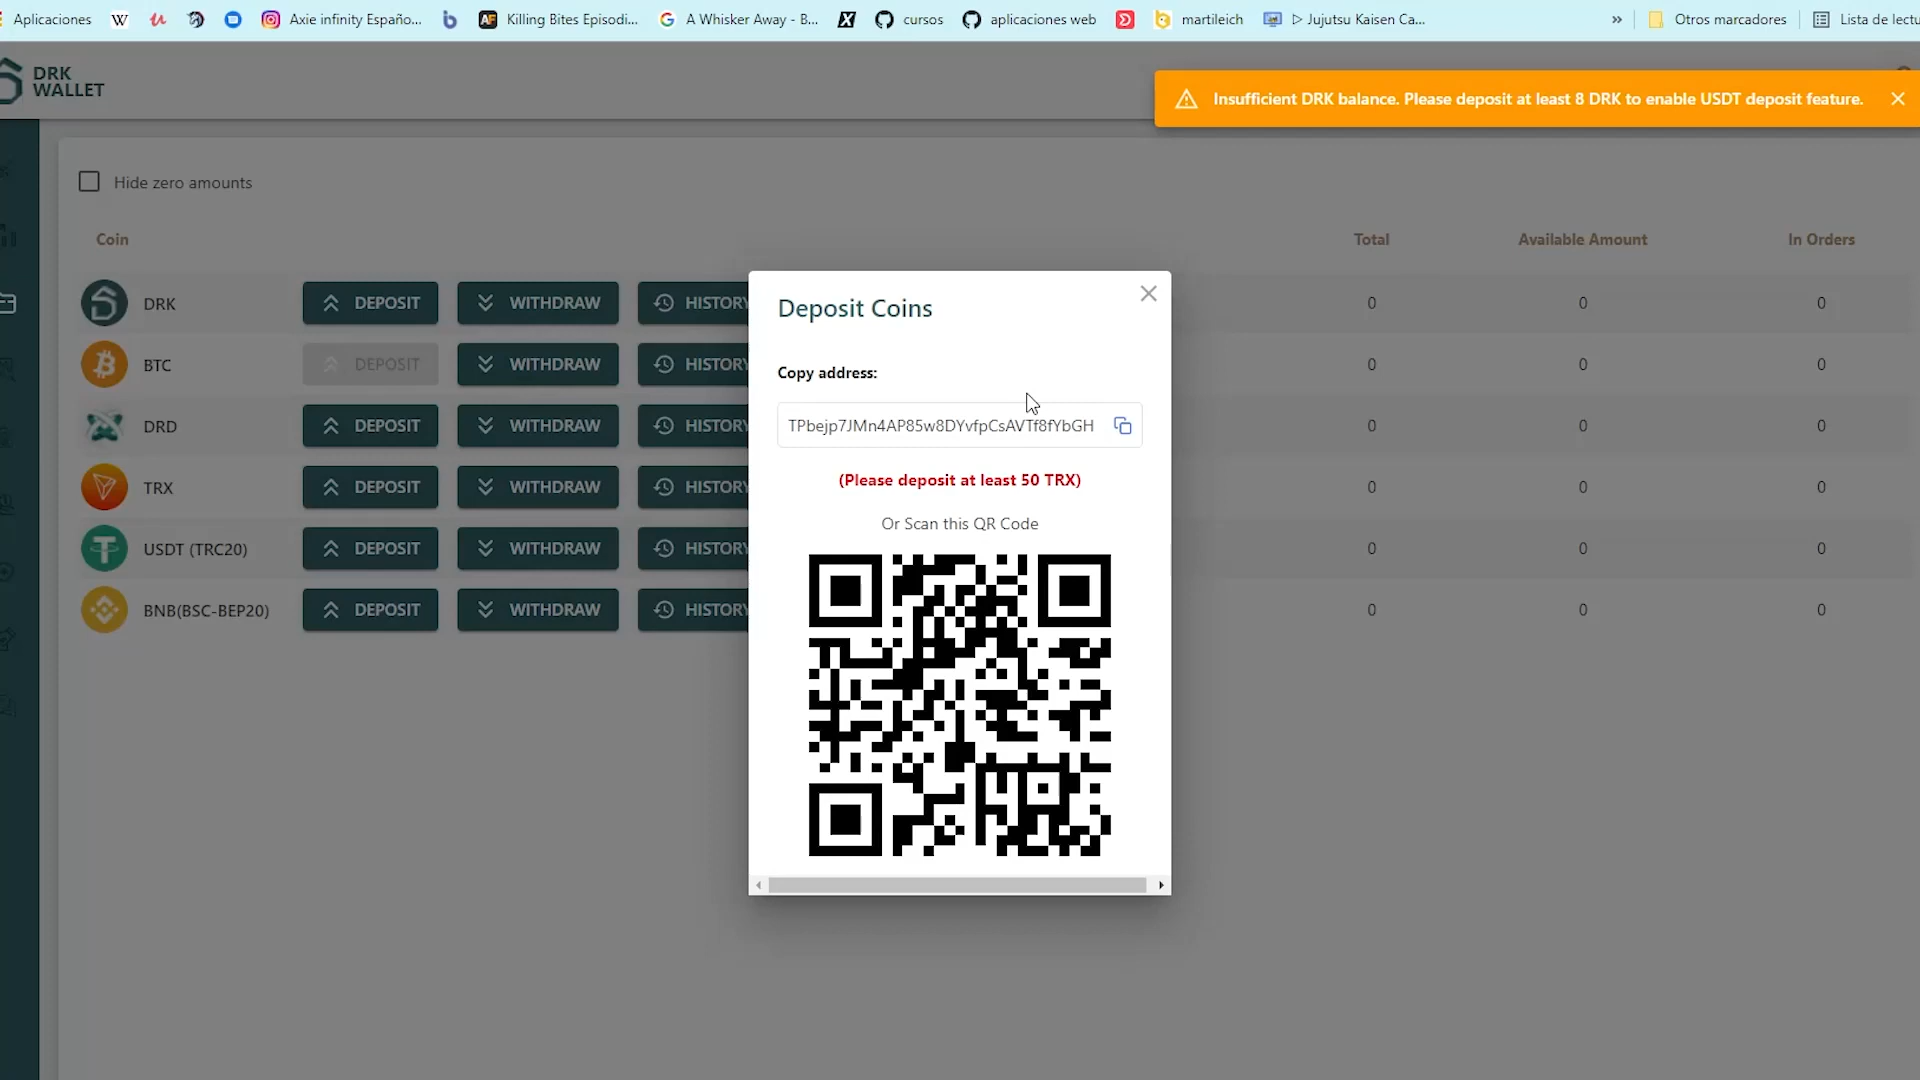 Aplicaciones
W
Axie infinity Españo...
b
AF
Killing Bites Episodi...
A Whisker Away - B...
cursos
aplicaciones web
martileich
▷ Jujutsu Kaisen Ca...
»
Otros marcadores
Lista de lectu
DRK
WALLET
Insufficient DRK balance. Please deposit at least 8 DRK to enable USDT deposit feature.
Hide zero amounts
Coin
Total
Available Amount
In Orders
DRK
DEPOSIT
WITHDRAW
HISTORY
0
0
0
BTC
DEPOSIT
WITHDRAW
HISTORY
0
0
0
DRD
DEPOSIT
WITHDRAW
HISTORY
0
0
0
TRX
DEPOSIT
WITHDRAW
HISTORY
0
0
0
USDT (TRC20)
DEPOSIT
WITHDRAW
HISTORY
0
0
0
BNB(BSC-BEP20)
DEPOSIT
WITHDRAW
HISTORY
0
0
0
Deposit Coins
Copy address:
TPbejp7JMn4AP85w8DYvfpCsAVTf8fYbGH
(Please deposit at least 50 TRX)
Or Scan this QR Code